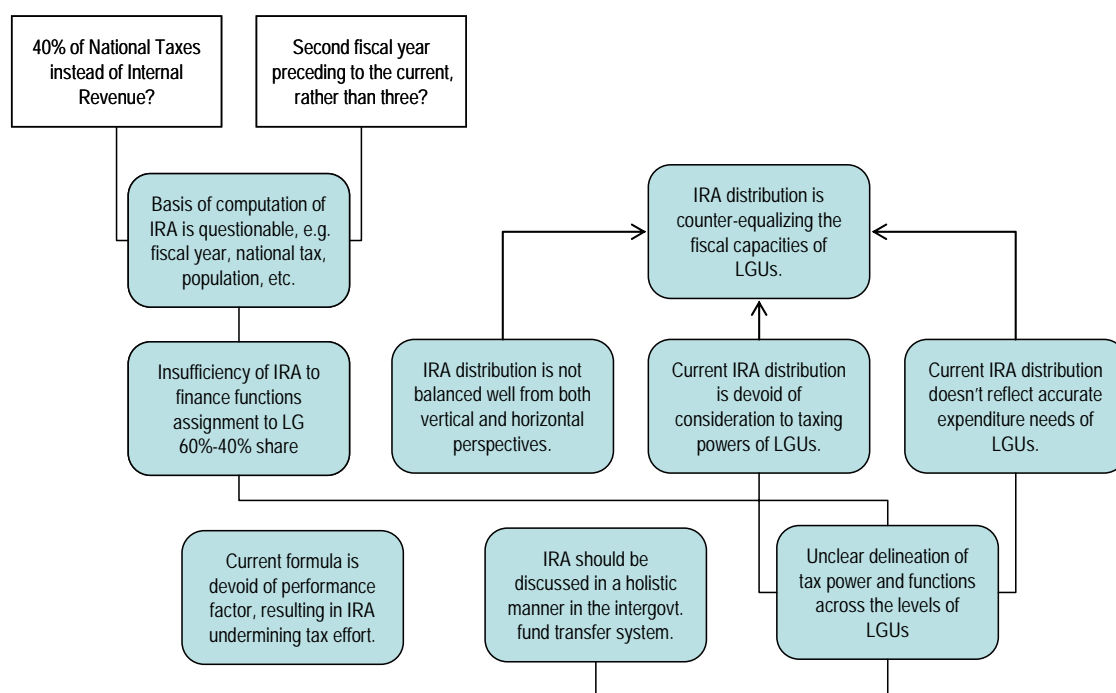 40% of National Taxes
instead of Internal
Revenue?
Second fiscal year
preceding to the current,
rather than three?
Basis of computation of
IRA is questionable, e.g.
fiscal year, national tax,
population, etc.
IRA distribution is
counter-equalizing the
fiscal capacities of
LGUs.
Insufficiency of IRA to
finance functions
assignment to LG
60%-40% share
IRA distribution is not
balanced well from both
vertical and horizontal
perspectives.
Current IRA distribution
is devoid of
consideration to taxing
powers of LGUs.
Current IRA distribution
doesn't reflect accurate
expenditure needs of
LGUs.
Current formula is
devoid of performance
factor, resulting in IRA
undermining tax effort.
IRA should be
discussed in a holistic
manner in the intergovt.
fund transfer system.
Unclear delineation of
tax power and functions
across the levels of
LGUs